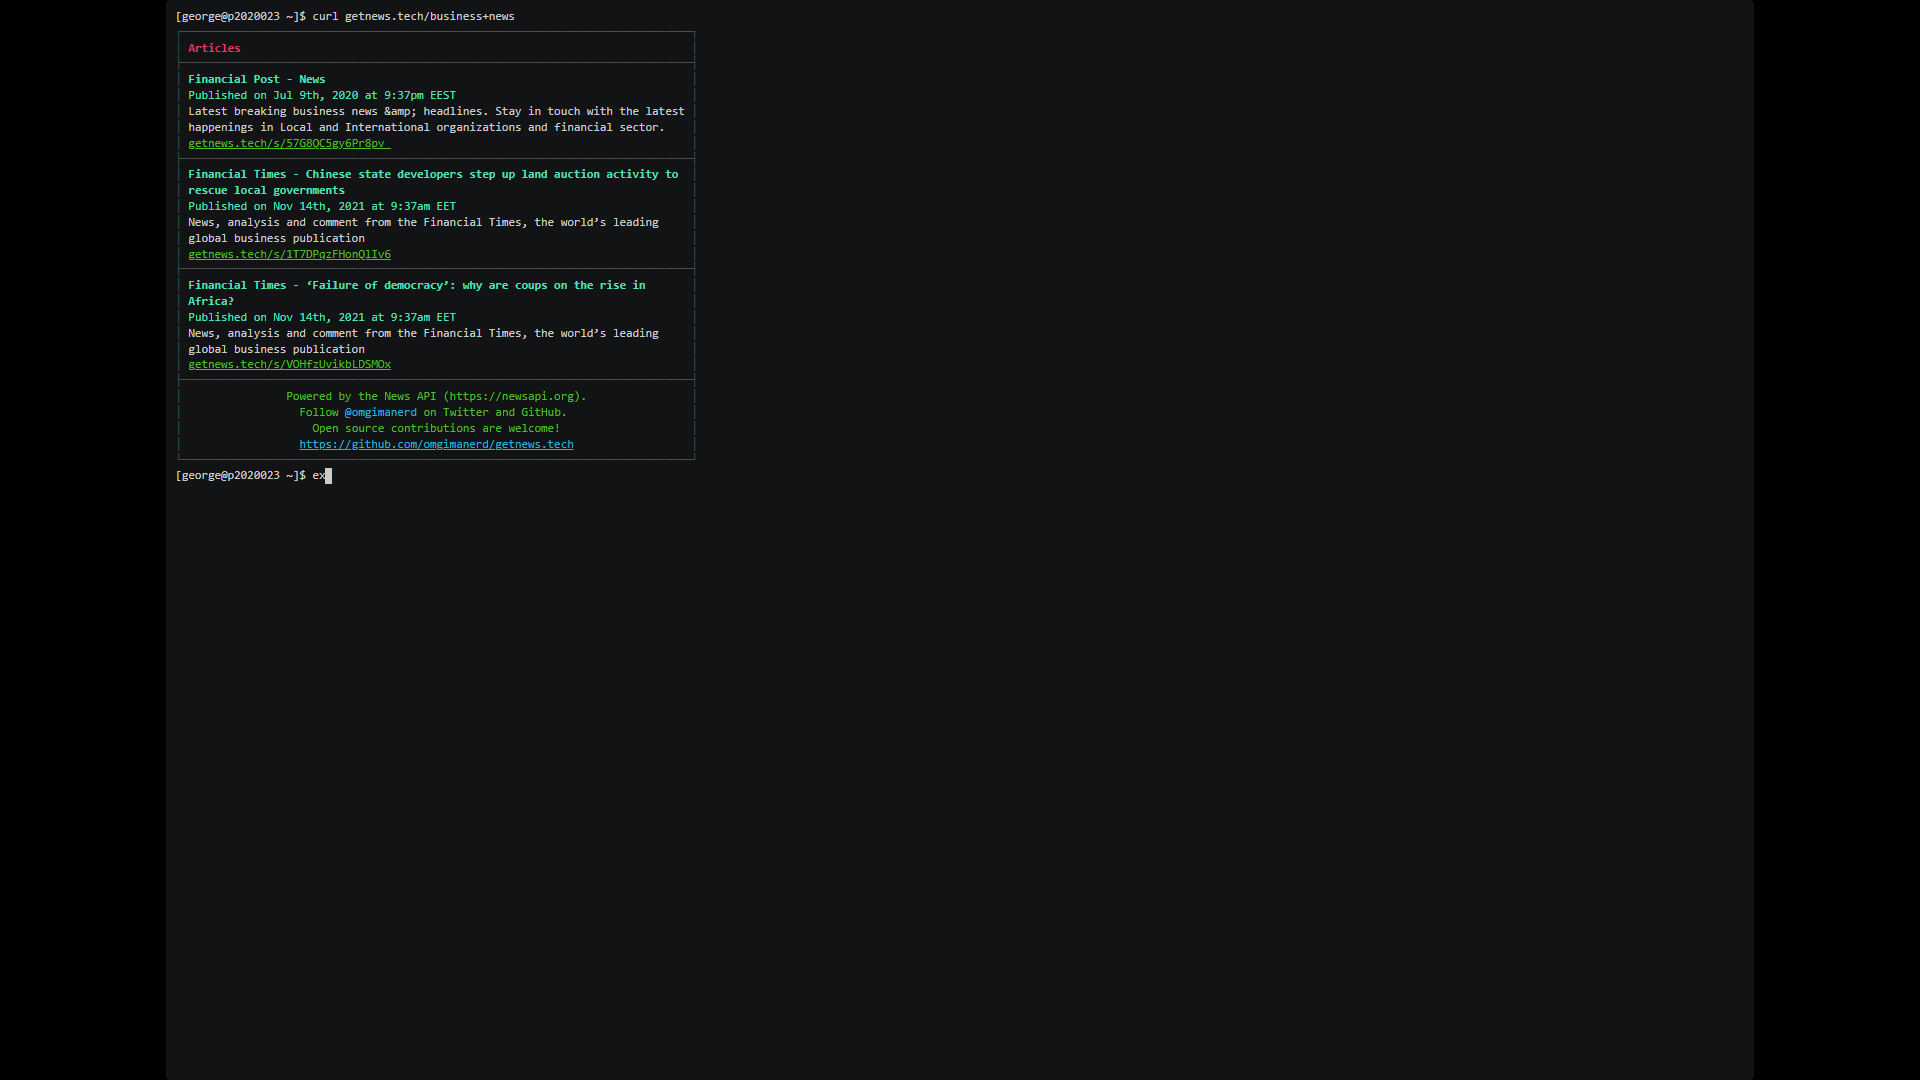 [george@p2020023 ~]$ curl getnews.tech/business+news
Articles
Financial Post - News
Published on Jul 9th, 2020 at 9:37pm EEST
Latest breaking business news &amp; headlines. Stay in touch with the latest
happenings in Local and International organizations and financial sector.
getnews.tech/s/57G8QC5gy6Pr8pv_
Financial Times - Chinese state developers step up land auction activity to
rescue local governments
Published on Nov 14th, 2021 at 9:37am EET
News, analysis and comment from the Financial Times, the world’s leading
global business publication
getnews.tech/s/1T7DPqzFHonQlIv6
Financial Times - ‘Failure of democracy’: why are coups on the rise in
Africa?
Published on Nov 14th, 2021 at 9:37am EET
News, analysis and comment from the Financial Times, the world’s leading
global business publication
getnews.tech/s/VOHfzUvikbLDSMOx
Powered by the News API (https://newsapi.org).
Follow @omgimanerd on Twitter and GitHub.
Open source contributions are welcome!
https://github.com/omgimanerd/getnews.tech
[george@p2020023 ~]$ ex